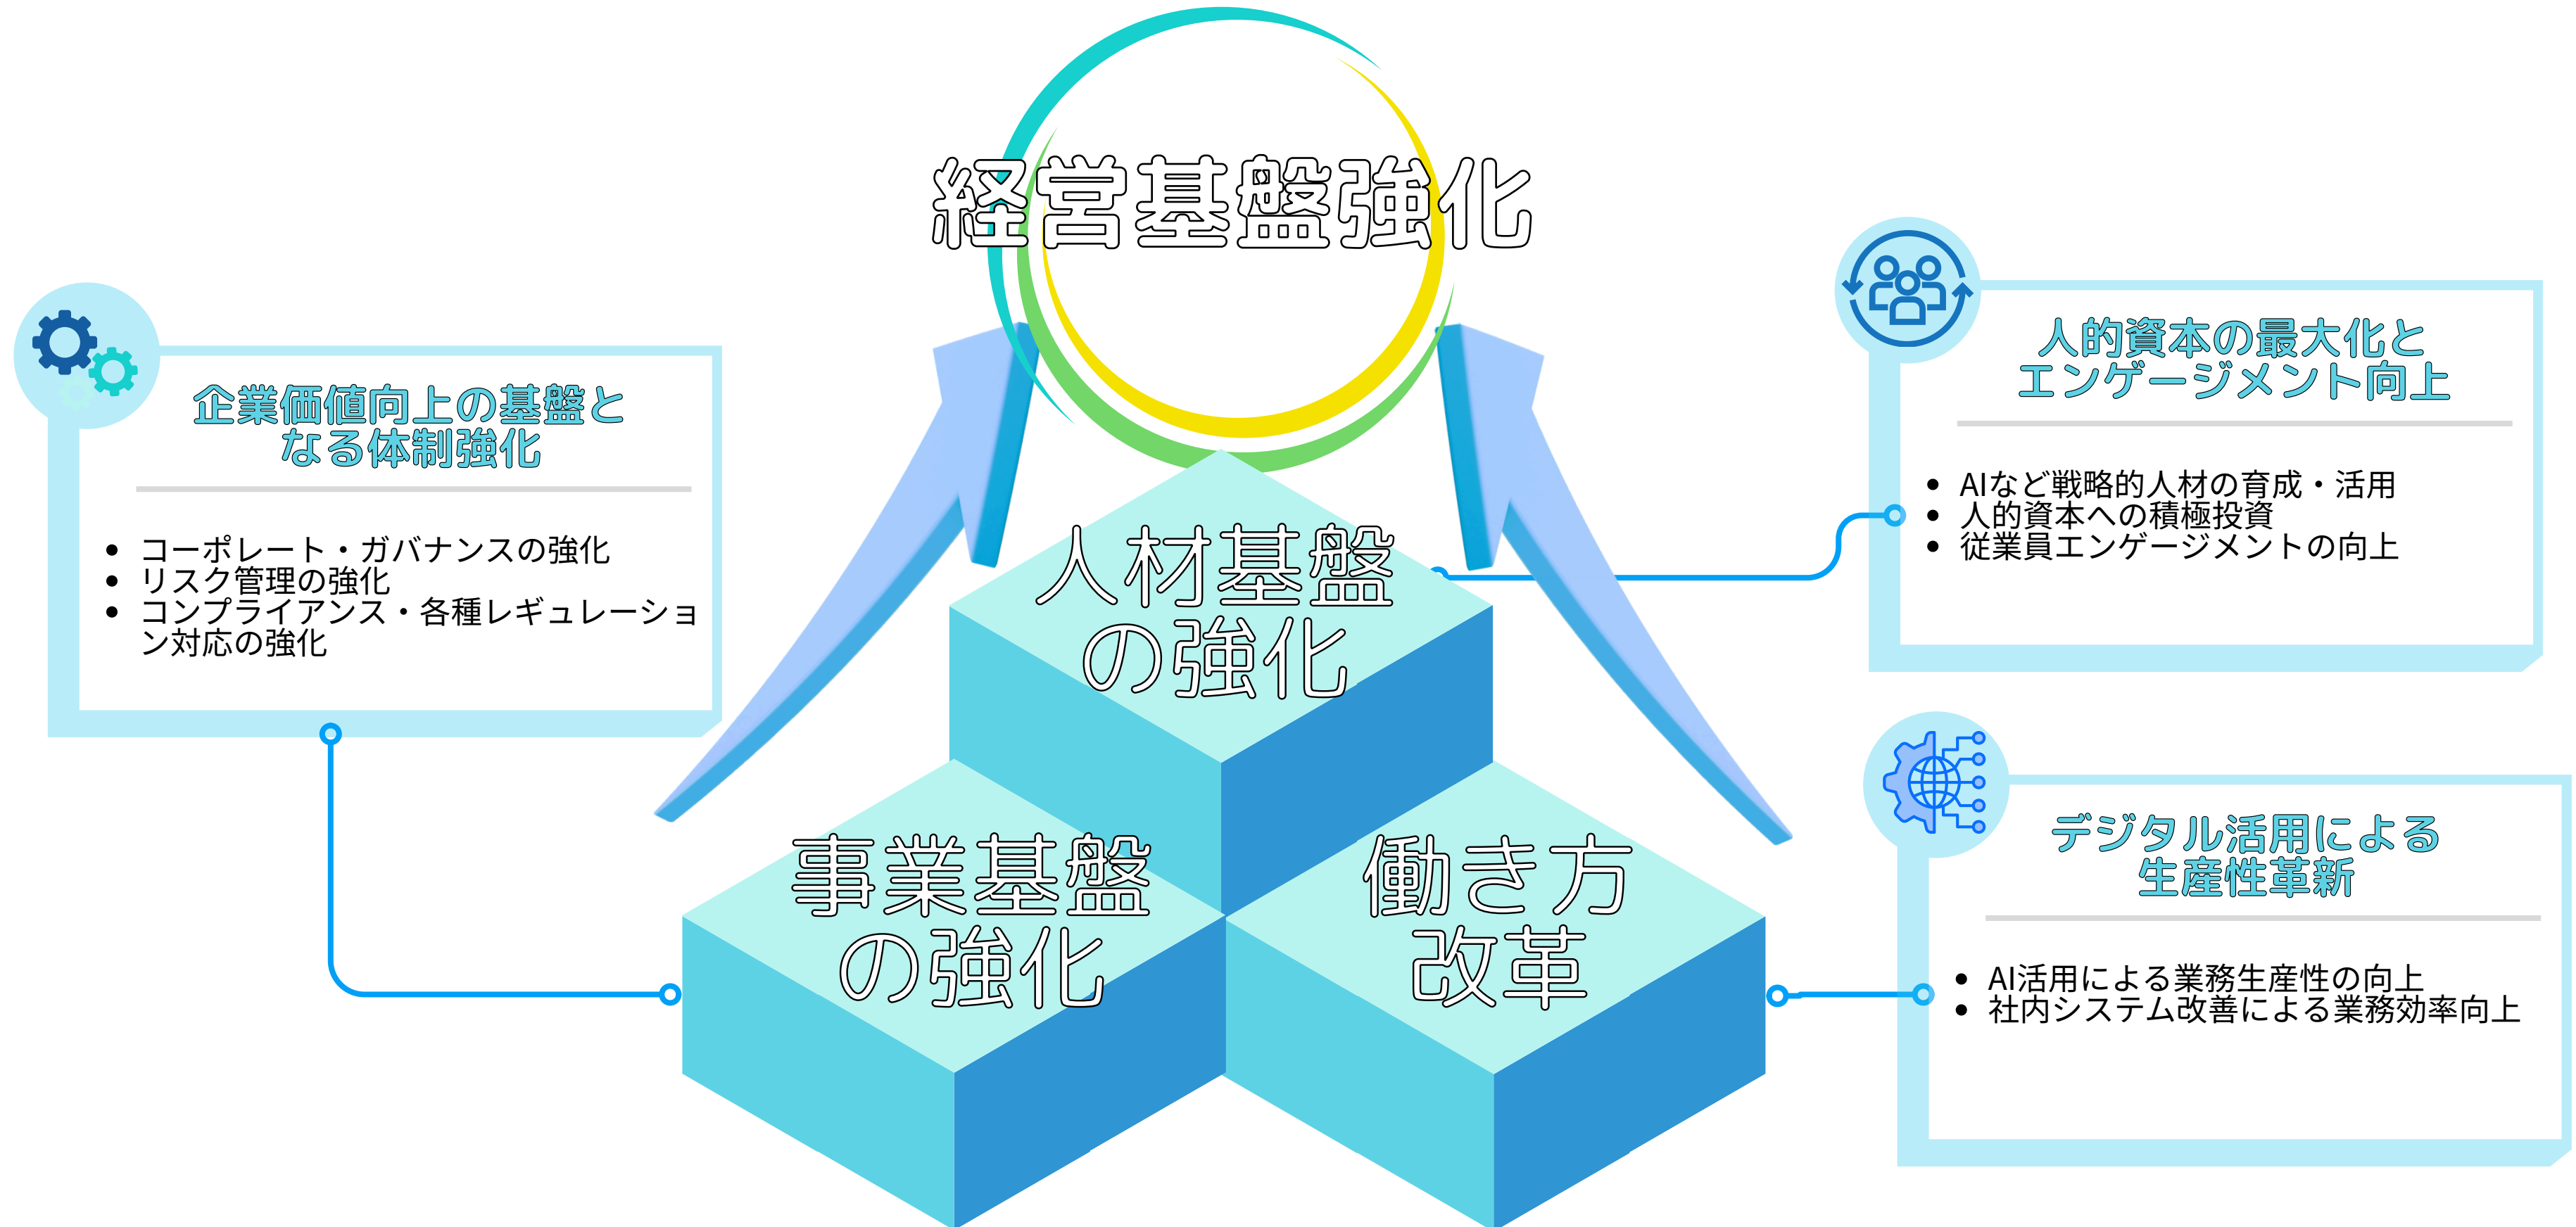 経営基盤強化
企業価値向上の基盤と
なる体制強化
コーポレート・ガバナンスの強化
リスク管理の強化
コンプライアンス・各種レギュレーショ
ン対応の強化
人材基盤
の強化
事業基盤
の強化
働き方
改革
人的資本の最大化と
エンゲージメント向上
AIなど戦略的人材の育成・活用
人的資本への積極投資
従業員エンゲージメントの向上
デジタル活用による
生産性革新
AI活用による業務生産性の向上
社内システム改善による業務効率向上